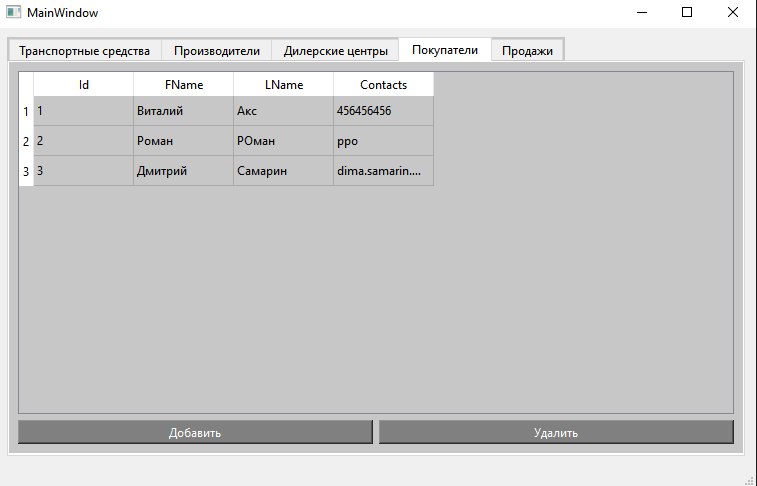 MainWindow
Транспортные средства Производители Дилерские центры Покупатели Продажи
Id FName LName Contacts
1 1 Виталий Акс 456456456
2 2 Роман РОман ppo
3 3 Дмитрий Самарин dima.samarin....
Добавить Удалить